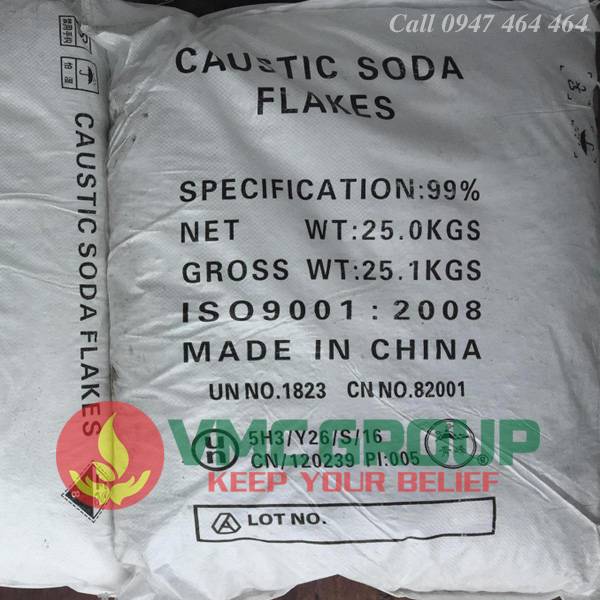 Call 0947 464 464
CAUSTIC SODA
FLAKES
SPECIFICATION:99%
NET WT:25.0KGS
GROSS WT:25.1KGS
ISO9001:2008
MADE IN CHINA
UN NO.1823 CN NO.82001
un 5H3/Y26/S/16
CN/120239 PI:005
VMCGROUP
KEEP YOUR BELIEF
LOT NO.
CAUSTIC SODA FLAKES
8